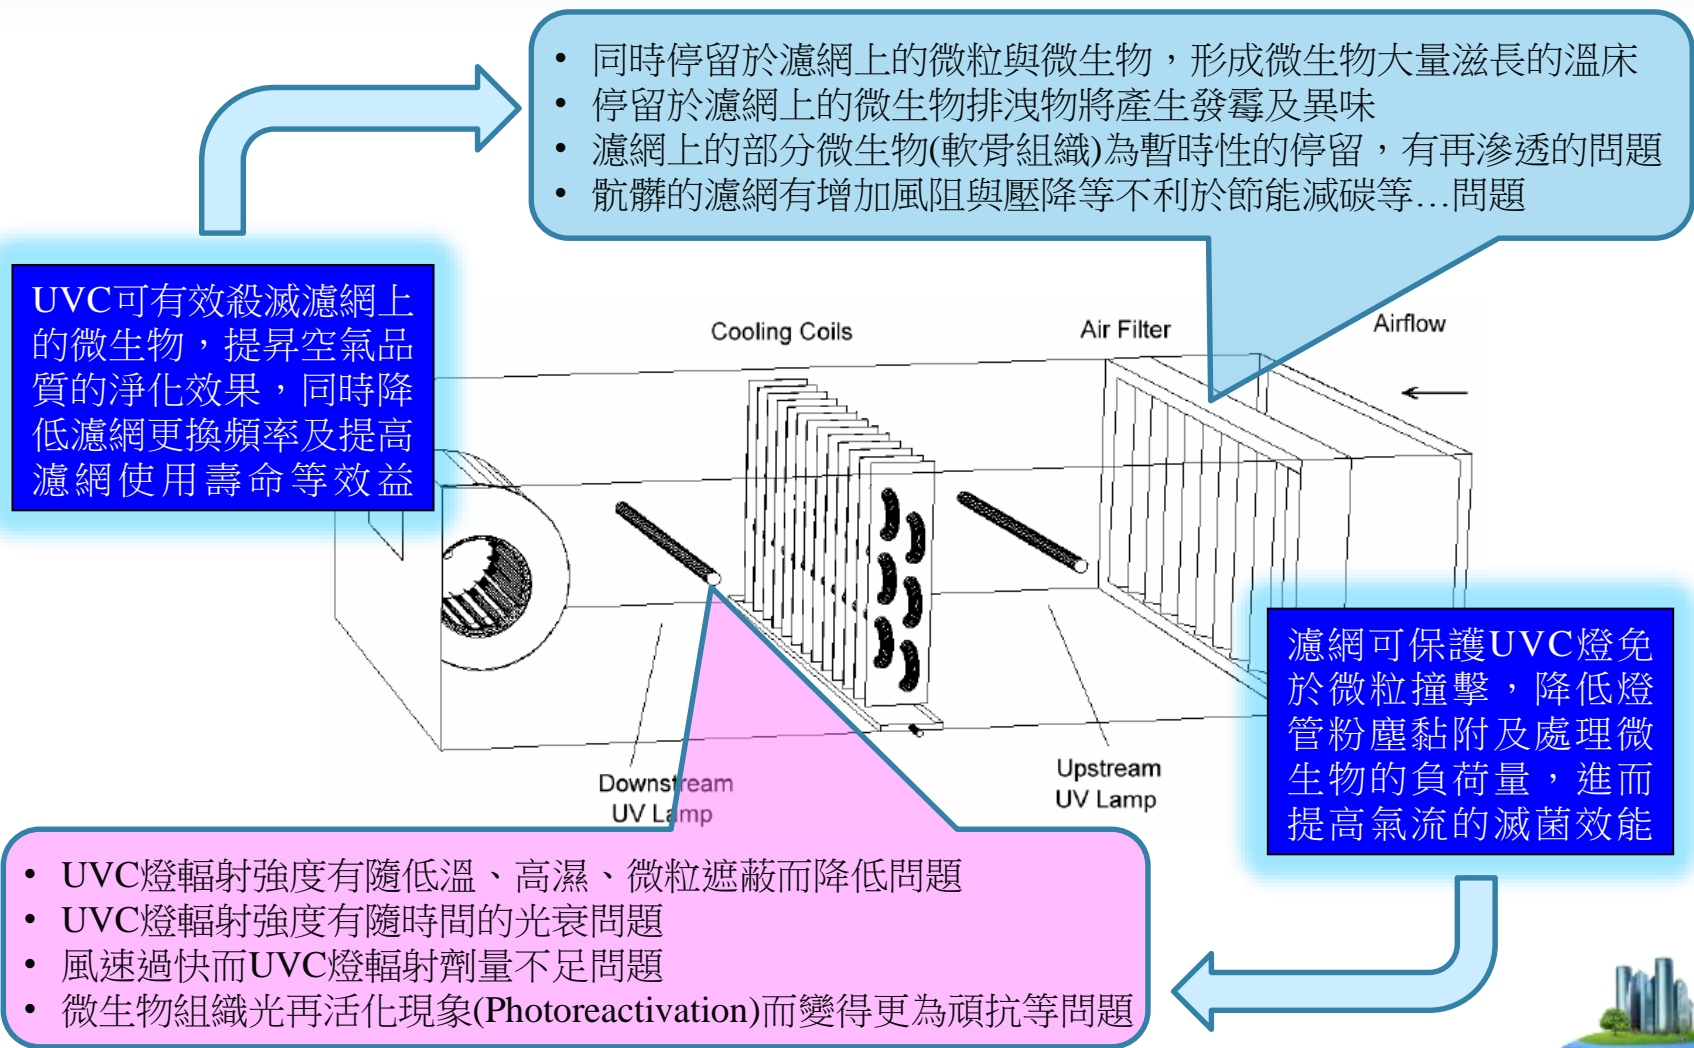 • 同時停留於濾網上的微粒與微生物，形成微生物大量滋長的溫床
• 停留於濾網上的微生物排洩物將產生發霉及異味
• 濾網上的部分微生物(軟骨組織)為暫時性的停留，有再滲透的問題
• 骯髒的濾網有增加風阻與壓降等不利於節能減碳等…問題
UVC可有效殺滅濾網上
的微生物，提昇空氣品
質的淨化效果，同時降
低濾網更換頻率及提高
濾網使用壽命等效益
Cooling Coils
Air Filter
Airflow
濾網可保護UVC燈免
於微粒撞擊，降低燈
管粉塵黏附及處理微
生物的負荷量，進而
提高氣流的滅菌效能
Downstream
UV Lamp
Upstream
UV Lamp
• UVC燈輻射強度有隨低溫、高濕、微粒遮蔽而降低問題
• UVC燈輻射強度有隨時間的光衰問題
• 風速過快而UVC燈輻射劑量不足問題
• 微生物組織光再活化現象(Photoreactivation)而變得更為頑抗等問題